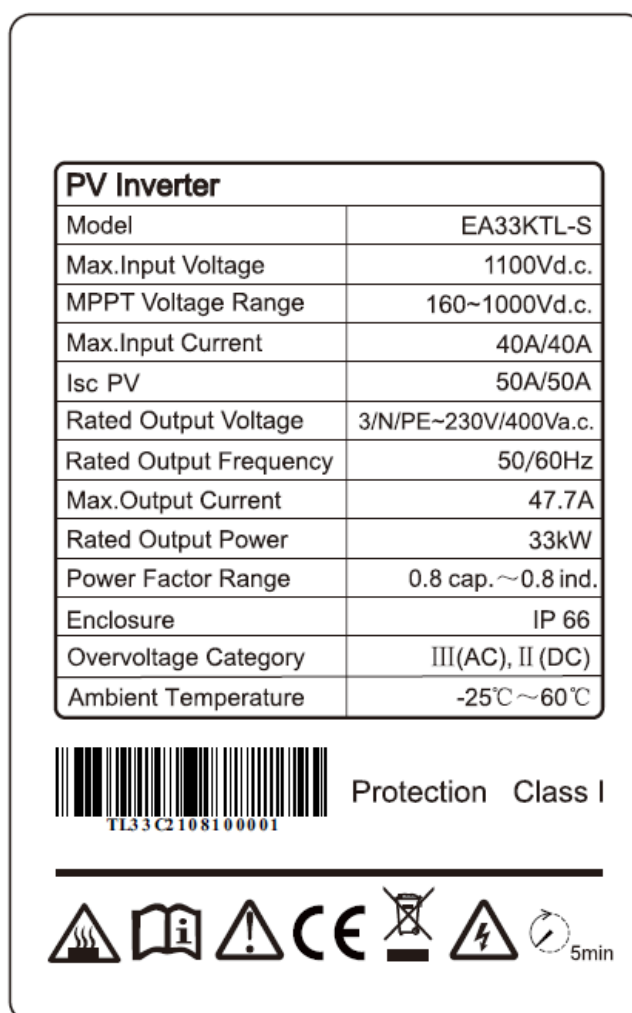 PV Inverter
Model EA33KTL-S
Max.Input Voltage 1100Vd.c.
MPPT Voltage Range 160~1000Vd.c.
Max.Input Current 40A/40A
Isc PV 50A/50A
Rated Output Voltage 3/N/PE~230V/400Va.c.
Rated Output Frequency 50/60Hz
Max.Output Current 47.7A
Rated Output Power 33kW
Power Factor Range 0.8 cap.～0.8 ind.
Enclosure IP 66
Overvoltage Category Ⅲ(AC), Ⅱ (DC)
Ambient Temperature -25℃～60℃
Protection Class I
TL33C2108100001
i
!
CE
5min